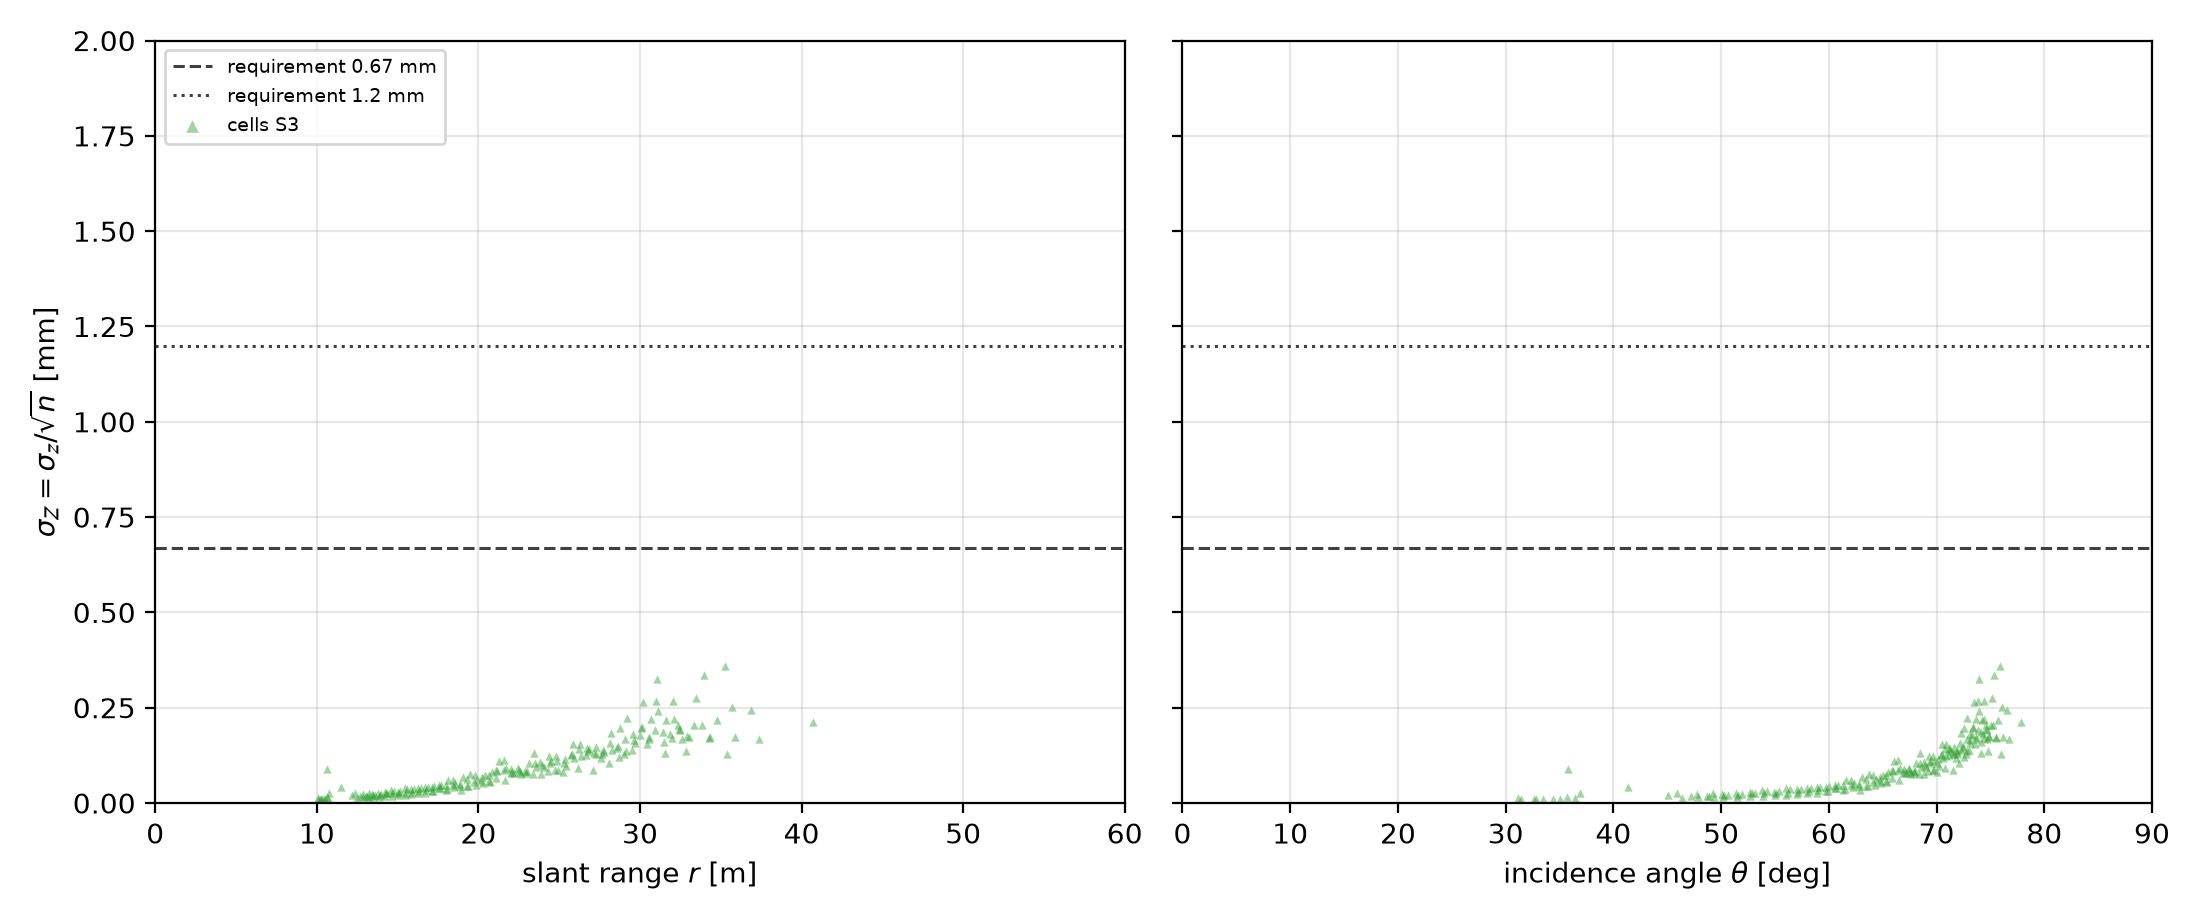 2.00
1.75
1.50
1.25
1.00
0.75
0.50
0.25
0.00
σ_Z = σ_z/√n [mm]
requirement 0.67 mm
requirement 1.2 mm
cells S3
0 10 20 30 40 50 60
slant range r [m]
0 10 20 30 40 50 60 70 80 90
incidence angle θ [deg]